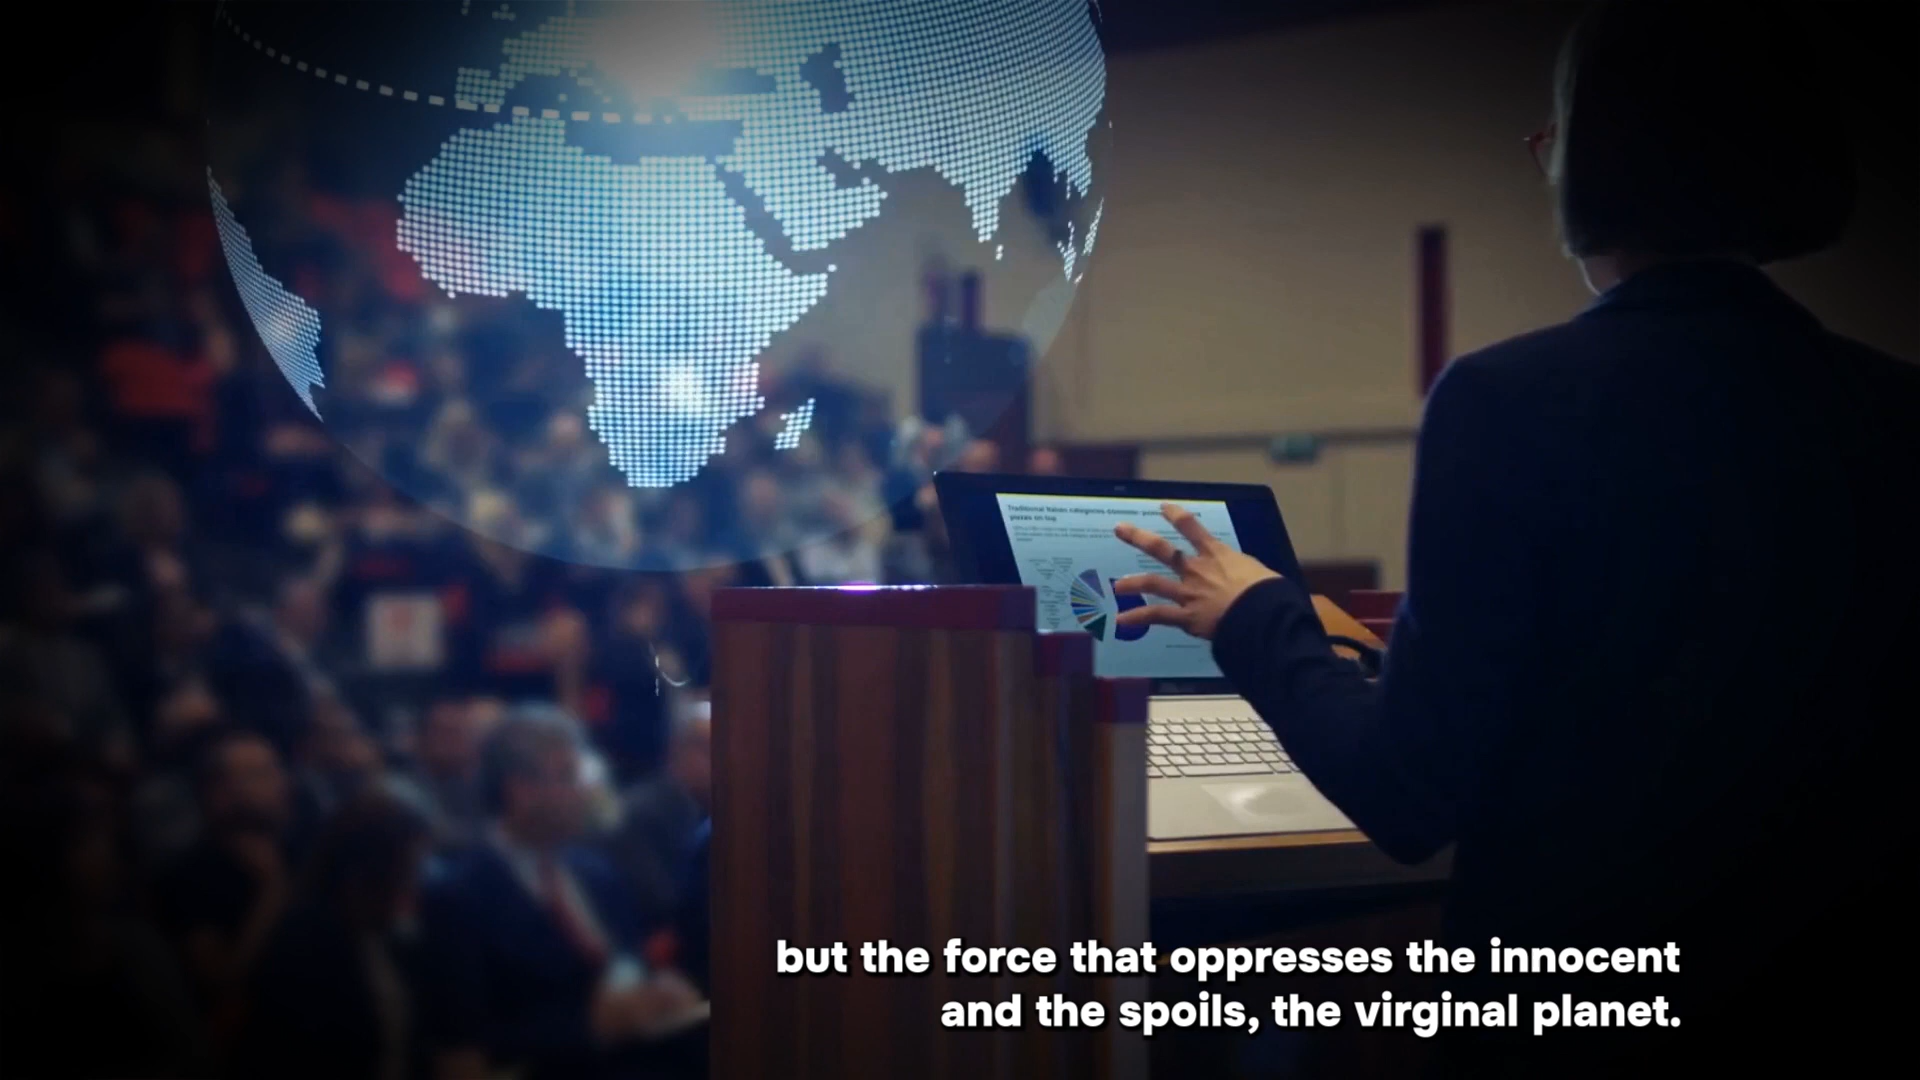 but the force that oppresses the innocent
and the spoils, the virginal planet.